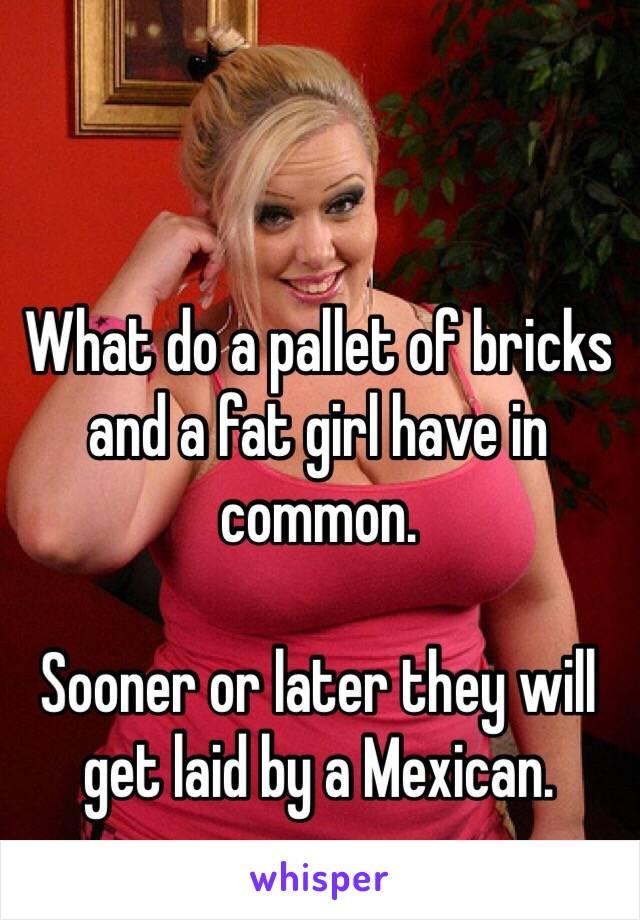 What do a pallet of bricks
and a fat girl have in
common.
Sooner or later they will
get laid by a Mexican.
whisper